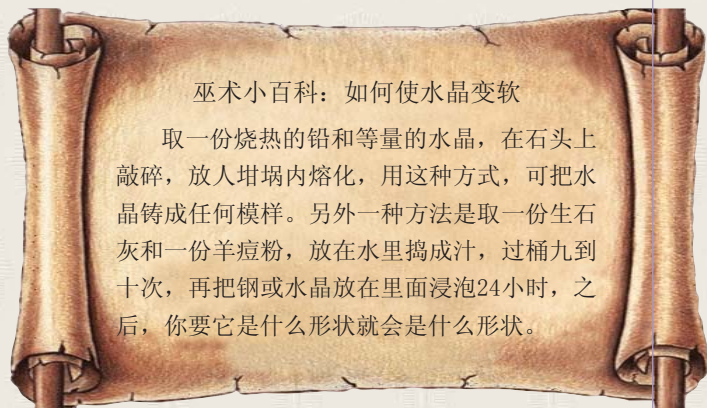 巫术小百科：如何使水晶变软
取一份烧热的铅和等量的水晶，在石头上
敲碎，放人坩埚内熔化，用这种方式，可把水
晶铸成任何模样。另外一种方法是取一份生石
灰和一份羊痘粉，放在水里捣成汁，过桶九到
十次，再把钢或水晶放在里面浸泡24小时，之
后，你要它是什么形状就会是什么形状。